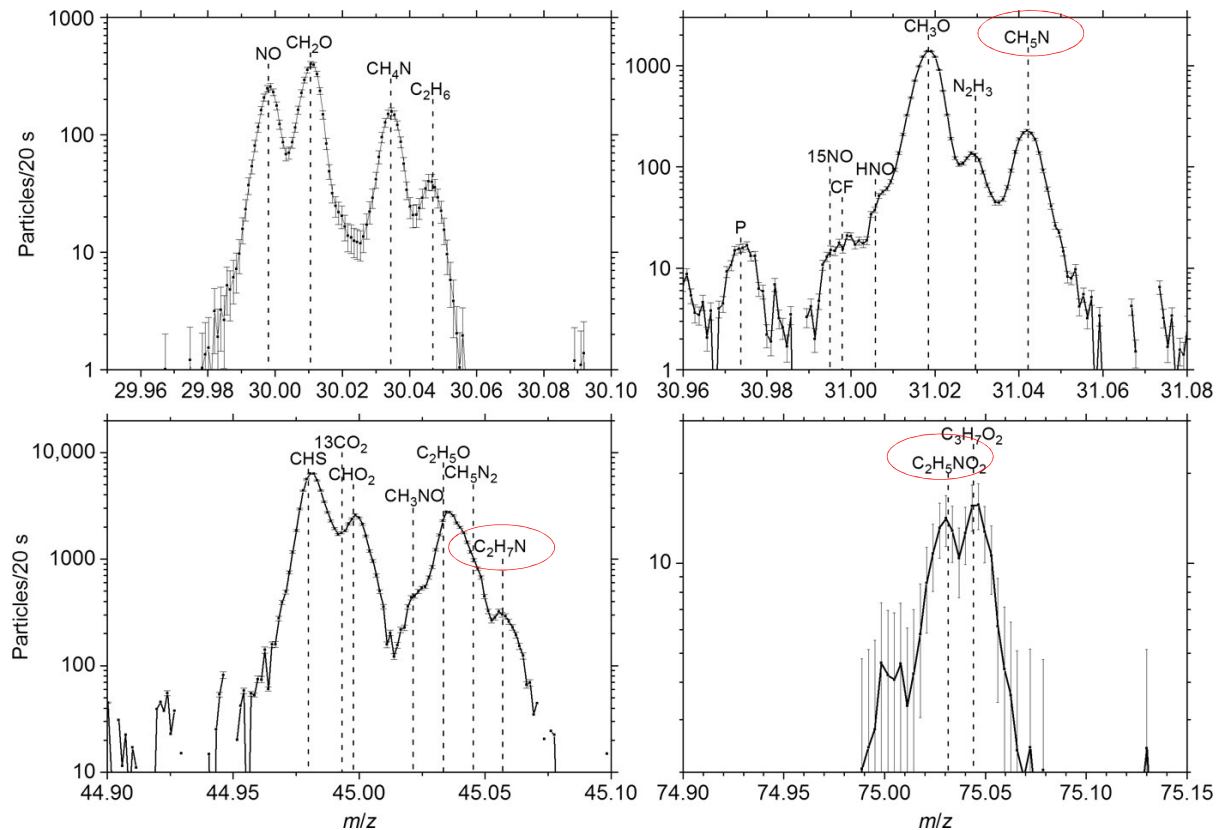 1000
100
10
1
Particles/20 s
NO
CH2O
CH4N
C2H6
29.96 29.98 30.00 30.02 30.04 30.06 30.08 30.10
1000
100
10
1
P
15NO
CF
HNO
CH3O
N2H3
CH5N
30.96 30.98 31.00 31.02 31.04 31.06 31.08
10,000
1000
100
10
Particles/20 s
CHS
13CO2
CHO2
CH3NO
C2H5O
CH5N2
C2H7N
44.90 44.95 45.00 45.05 45.10
m/z
10
C3H7O2
C2H5NO2
74.90 74.95 75.00 75.05 75.10 75.15
m/z